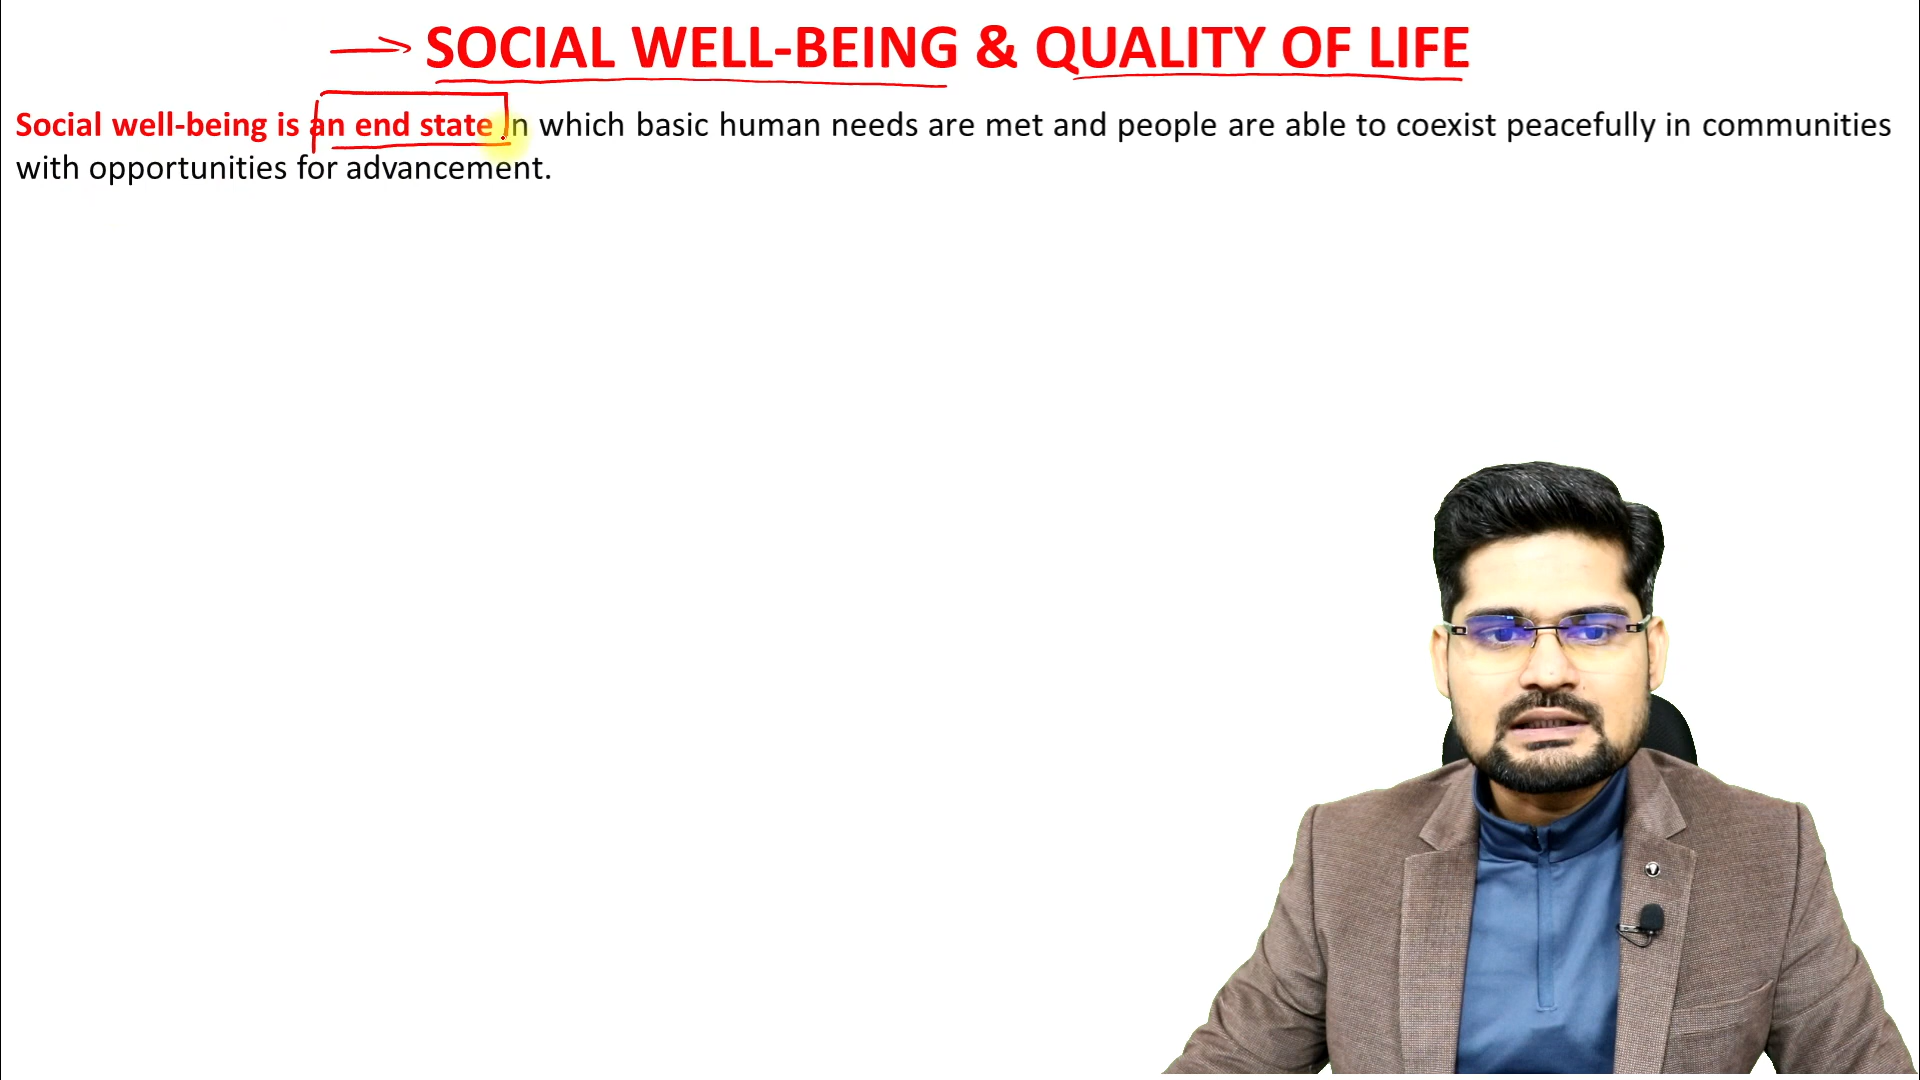 SOCIAL WELL-BEING & QUALITY OF LIFE
Social well-being is an end state in which basic human needs are met and people are able to coexist peacefully in communities
with opportunities for advancement.